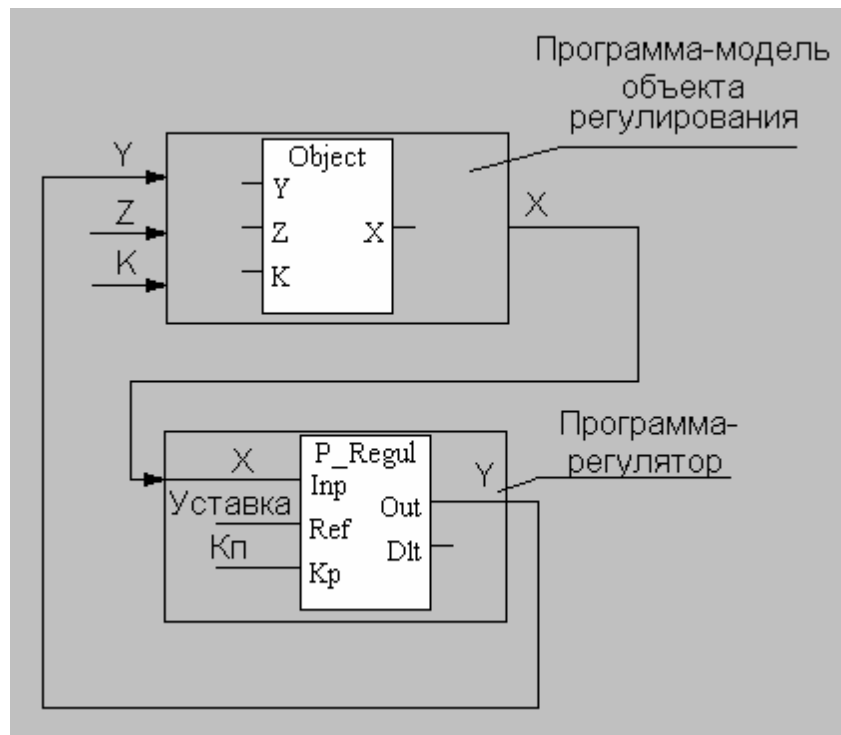 Программа-модель
объекта
регулирования
Y
Z
K
Object
Y
Z
X
K
X
Программа-
регулятор
X
Уставка
Кп
P_Regul
Inp
Out
Ref
Dlt
Kp
Y